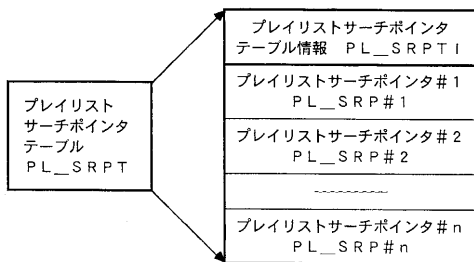 プレイリスト
サーチポインタ
テーブル
ＰＬ＿ＳＲＰＴ
プレイリストサーチポインタ
テーブル情報　ＰＬ＿ＳＲＰＴＩ
プレイリストサーチポインタ＃１
ＰＬ＿ＳＲＰ＃１
プレイリストサーチポインタ＃２
ＰＬ＿ＳＲＰ＃２
プレイリストサーチポインタ＃ｎ
ＰＬ＿ＳＲＰ＃ｎ